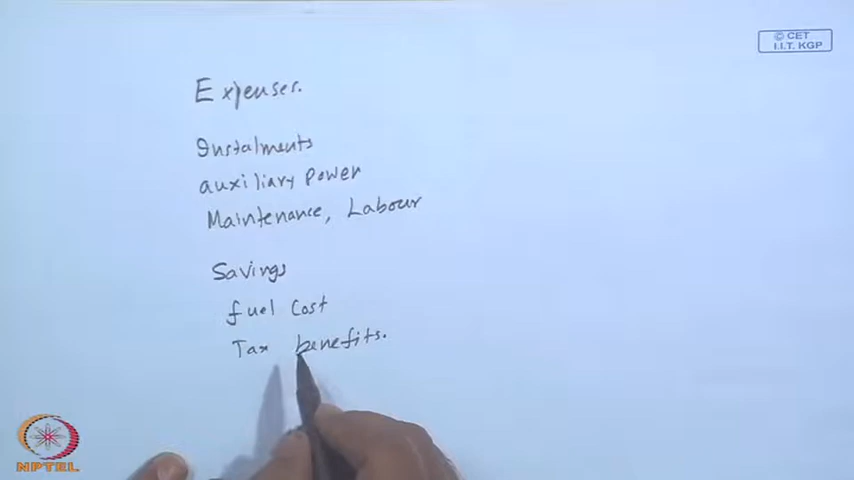 © CET
I.I.T. KGP
Expenses.
Instalments
auxiliary Power
Maintenance, Labour
Savings
fuel Cost
Tax benefits.
NPTEL